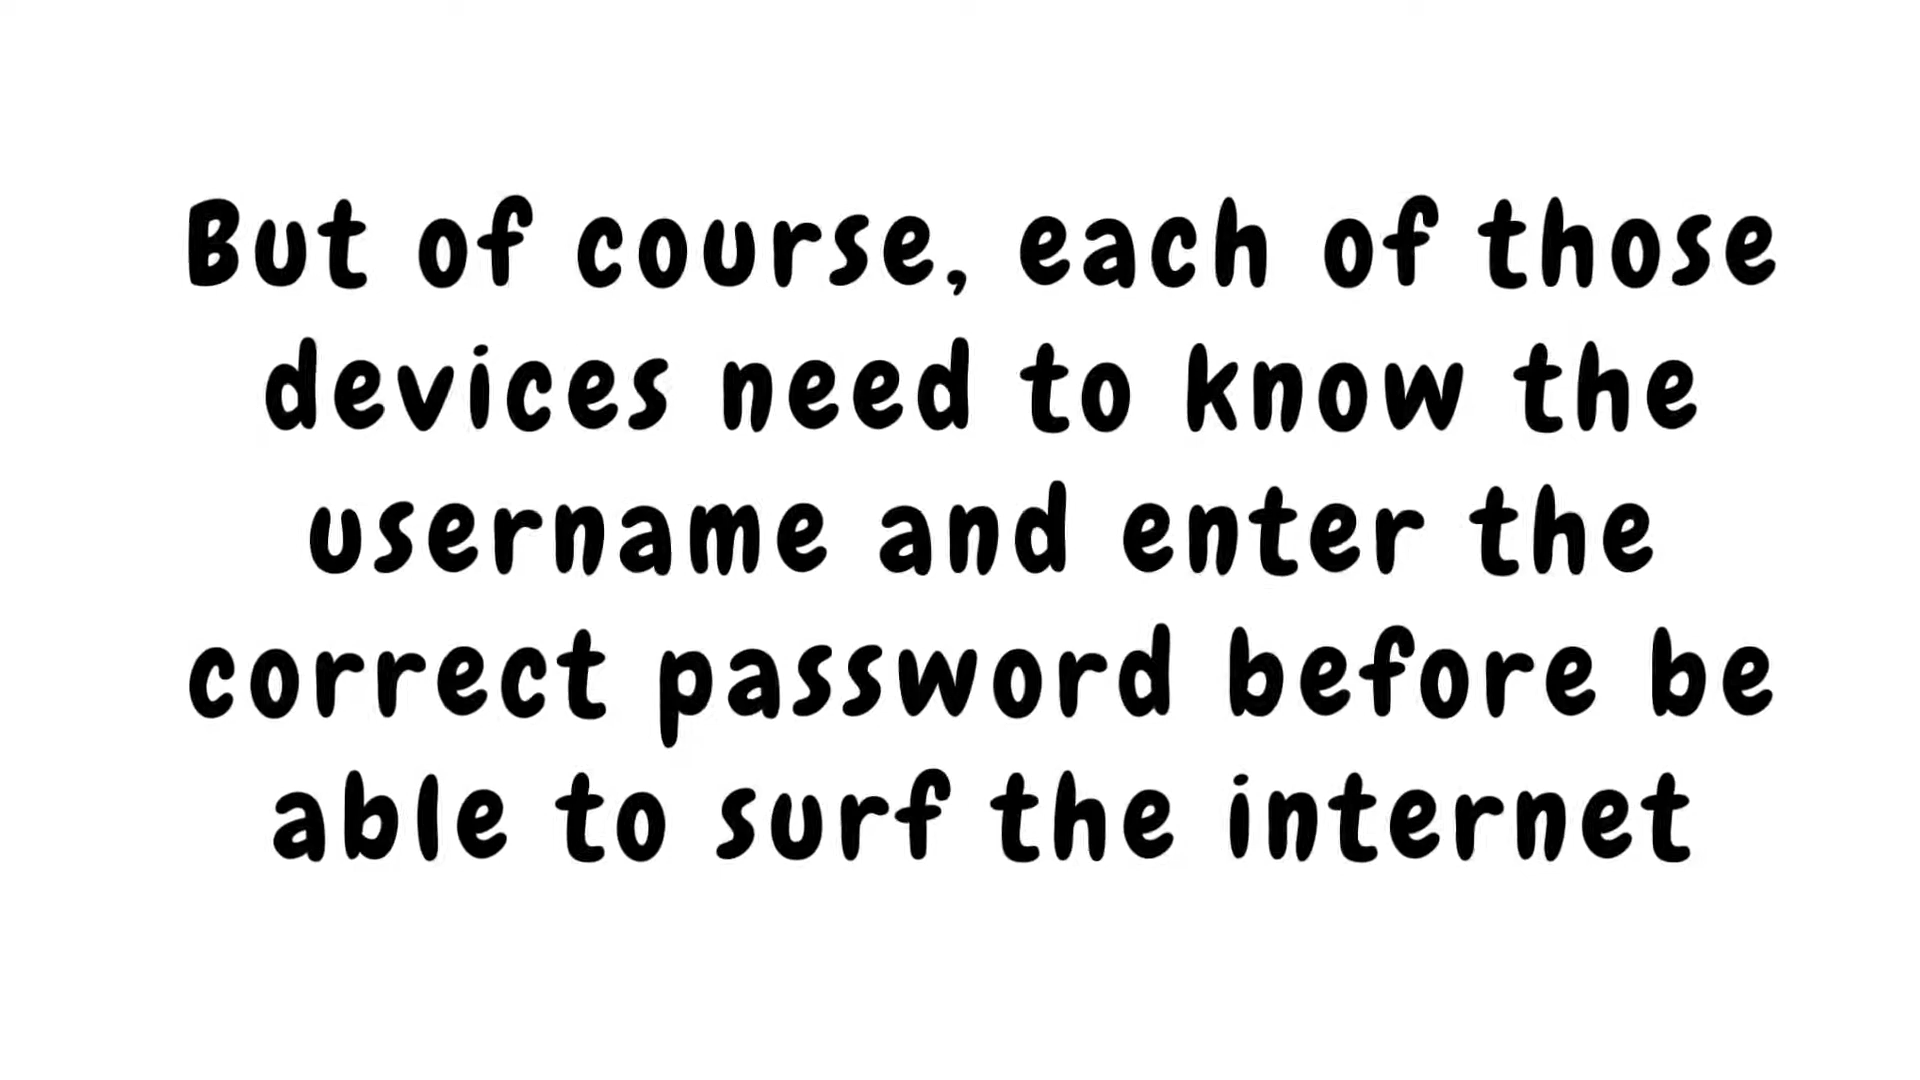 But of course, each of those
devices need to know the
username and enter the
correct password before be
able to surf the internet